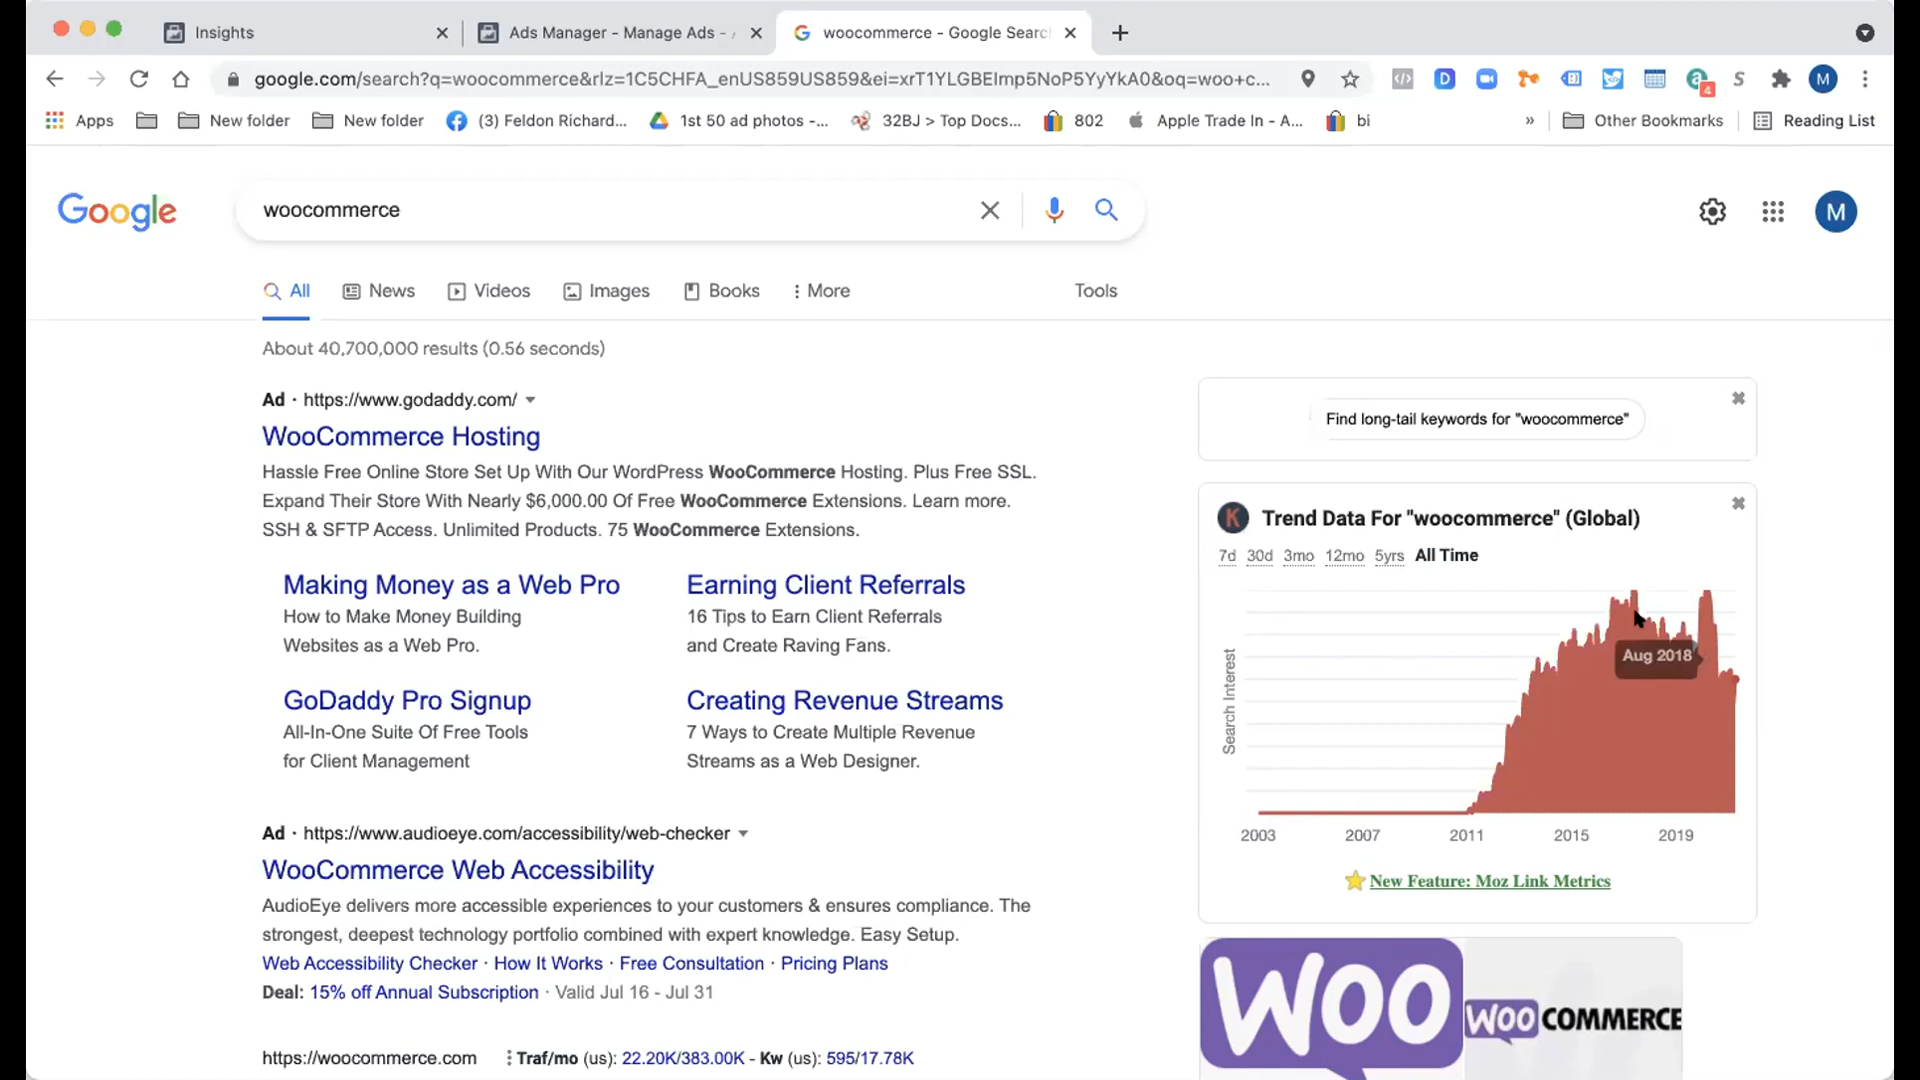 Insights
Ads Manager - Manage Ads -
woocommerce - Google Searc
google.com/search?q=woocommerce&rlz=1C5CHFA_enUS859US859&ei=xrT1YLGBEImp5NoP5YyYkA0&oq=woo+c...
4
M
Apps
New folder
New folder
(3) Feldon Richard...
1st 50 ad photos -...
32BJ > Top Docs...
802
Apple Trade In - A...
bi
»
Other Bookmarks
Reading List
Google
woocommerce
M
All
News
Videos
Images
Books
More
Tools
About 40,700,000 results (0.56 seconds)
Ad · https://www.godaddy.com/
WooCommerce Hosting
Hassle Free Online Store Set Up With Our WordPress WooCommerce Hosting. Plus Free SSL.
Expand Their Store With Nearly $6,000.00 Of Free WooCommerce Extensions. Learn more.
SSH & SFTP Access. Unlimited Products. 75 WooCommerce Extensions.
Making Money as a Web Pro
How to Make Money Building
Websites as a Web Pro.
Earning Client Referrals
16 Tips to Earn Client Referrals
and Create Raving Fans.
GoDaddy Pro Signup
All-In-One Suite Of Free Tools
for Client Management
Creating Revenue Streams
7 Ways to Create Multiple Revenue
Streams as a Web Designer.
Ad · https://www.audioeye.com/accessibility/web-checker
WooCommerce Web Accessibility
AudioEye delivers more accessible experiences to your customers & ensures compliance. The
strongest, deepest technology portfolio combined with expert knowledge. Easy Setup.
Web Accessibility Checker · How It Works · Free Consultation · Pricing Plans
Deal: 15% off Annual Subscription · Valid Jul 16 - Jul 31
https://woocommerce.com
Traf/mo (us): 22.20K/383.00K - Kw (us): 595/17.78K
Find long-tail keywords for "woocommerce"
K
Trend Data For "woocommerce" (Global)
7d 30d 3mo 12mo 5yrs All Time
Search Interest
Aug 2018
2003 2007 2011 2015 2019
New Feature: Moz Link Metrics
WOO
WOO COMMERCE